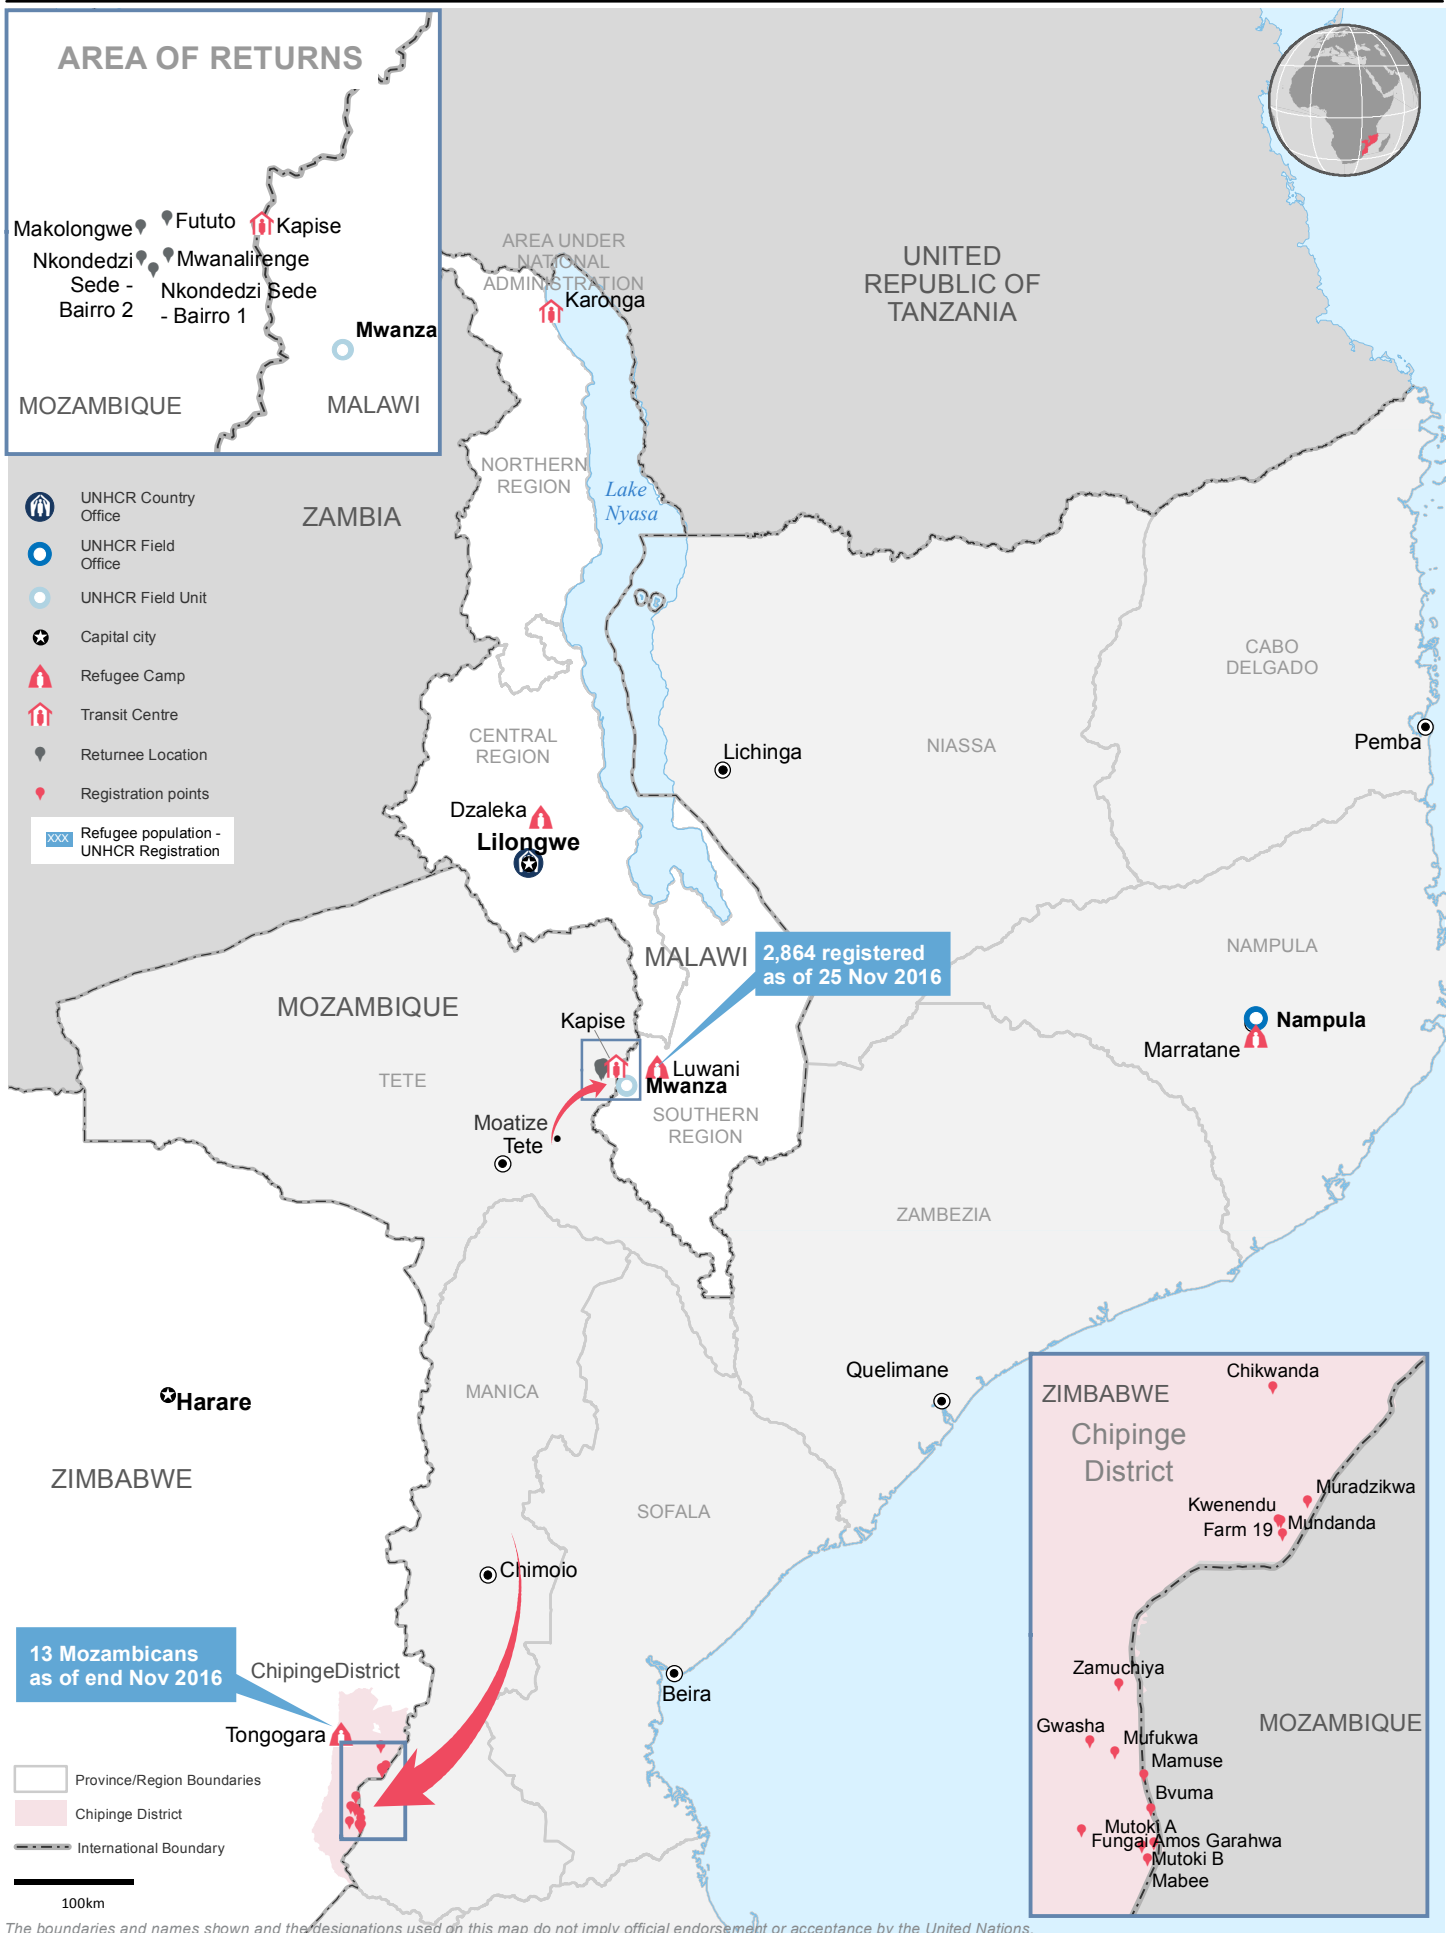 AREA OF RETURNS
Makolongwe
Fututo
Kapise
Nkondedzi
Sede -
Bairro 2
Mwanalirenge
Nkondedzi Sede
- Bairro 1
Mwanza
MOZAMBIQUE
MALAWI
AREA UNDER
NATIONAL
ADMINISTRATION
Karonga
UNITED
REPUBLIC OF
TANZANIA
NORTHERN
REGION
Lake
Nyasa
ZAMBIA
UNHCR Country
Office
UNHCR Field
Office
UNHCR Field Unit
Capital city
Refugee Camp
Transit Centre
Returnee Location
Registration points
XXX
Refugee population -
UNHCR Registration
CABO
DELGADO
CENTRAL
REGION
Lichinga
NIASSA
Pemba
Dzaleka
Lilongwe
MALAWI
2,864 registered
as of 25 Nov 2016
NAMPULA
MOZAMBIQUE
Kapise
Nampula
Marratane
TETE
Luwani
Mwanza
SOUTHERN
REGION
Moatize
Tete
ZAMBEZIA
Quelimane
MANICA
Harare
ZIMBABWE
SOFALA
Chimoio
13 Mozambicans
as of end Nov 2016
ChipingeDistrict
Beira
Tongogara
Province/Region Boundaries
Chipinge District
International Boundary
100km
ZIMBABWE
Chikwanda
Chipinge
District
Muradzikwa
Kwenendu
Farm 19
Mundanda
Zamuchiya
Gwasha
Mufukwa
MOZAMBIQUE
Mamuse
Bvuma
Mutoki A
Fungai
Amos Garahwa
Mutoki B
Mabee
The boundaries and names shown and the designations used on this map do not imply official endorsement or acceptance by the United Nations.